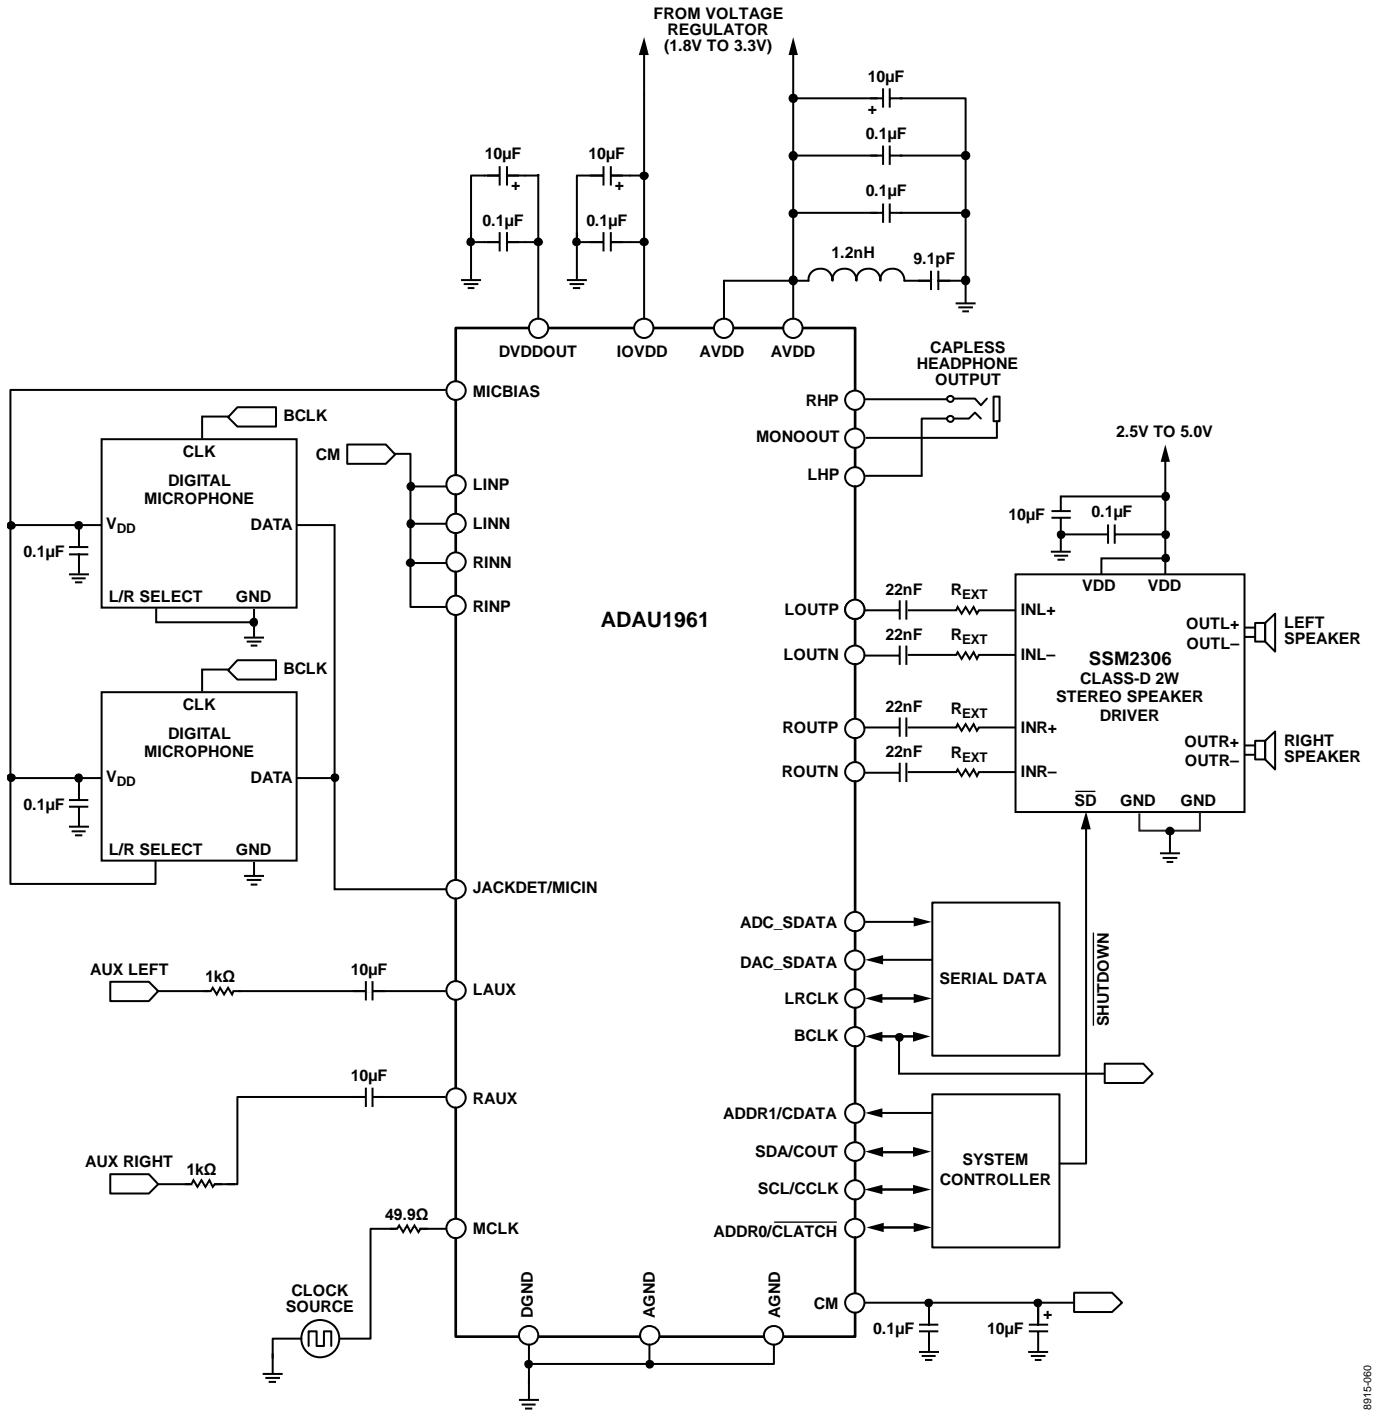 FROM VOLTAGE
REGULATOR
(1.8V TO 3.3V)
10µF
+
0.1µF
0.1µF
10µF
+
10µF
+
0.1µF
0.1µF
1.2nH
9.1pF
DVDDOUT
IOVDD
AVDD
AVDD
CAPLESS
HEADPHONE
OUTPUT
MICBIAS
RHP
MONOOUT
LHP
BCLK
CLK
DIGITAL
MICROPHONE
VDD
DATA
0.1µF
L/R SELECT
GND
CM
LINP
LINN
RINN
RINP
ADAU1961
2.5V TO 5.0V
10µF
0.1µF
VDD
VDD
LOUTP
22nF
REXT
INL+
LOUTN
22nF
REXT
INL–
ROUTP
22nF
REXT
INR+
ROUTN
22nF
REXT
INR–
SSM2306
CLASS-D 2W
STEREO SPEAKER
DRIVER
OUTL+
OUTL–
LEFT
SPEAKER
OUTR+
OUTR–
RIGHT
SPEAKER
SD
GND
GND
BCLK
CLK
DIGITAL
MICROPHONE
VDD
DATA
0.1µF
L/R SELECT
GND
JACKDET/MICIN
AUX LEFT
1kΩ
10µF
LAUX
10µF
RAUX
AUX RIGHT
1kΩ
49.9Ω
MCLK
CLOCK
SOURCE
ADC_SDATA
DAC_SDATA
LRCLK
BCLK
SERIAL DATA
SHUTDOWN
ADDR1/CDATA
SDA/COUT
SCL/CCLK
ADDR0/CLATCH
SYSTEM
CONTROLLER
DGND
AGND
AGND
CM
0.1µF
10µF
+
8915-060